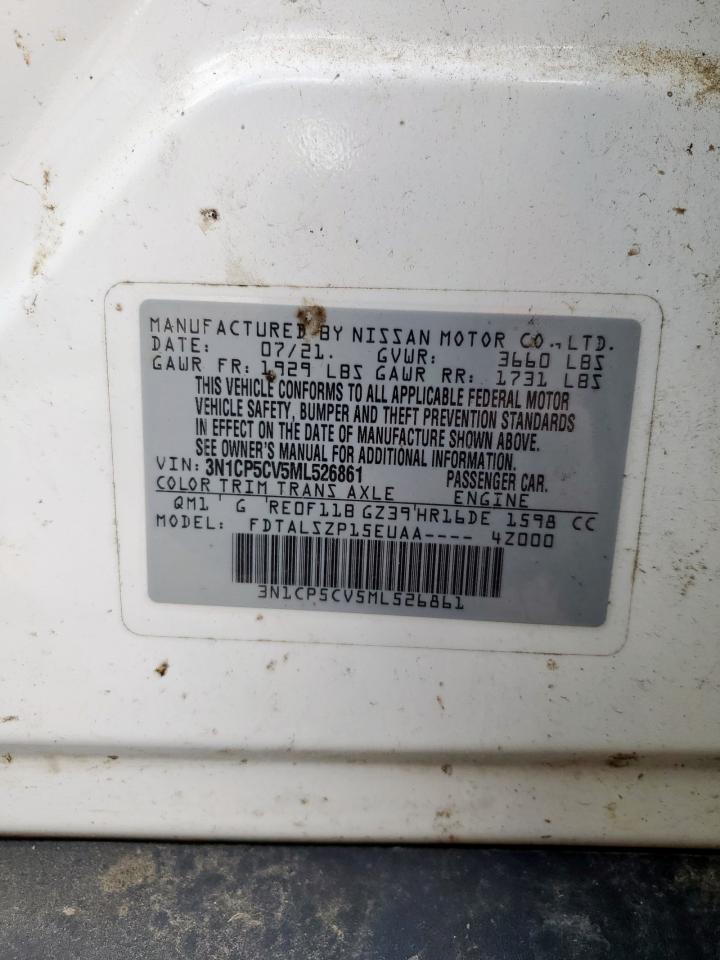 MANUFACTURED BY NISSAN MOTOR CO., LTD.
DATE: 07/21. GVWR: 3660 LBS
GAWR FR: 1929 LBS GAWR RR: 1731 LBS
THIS VEHICLE CONFORMS TO ALL APPLICABLE FEDERAL MOTOR
VEHICLE SAFETY, BUMPER AND THEFT PREVENTION STANDARDS
IN EFFECT ON THE DATE OF MANUFACTURE SHOWN ABOVE.
SEE OWNER'S MANUAL FOR ADDITIONAL INFORMATION.
VIN: 3N1CP5CV5ML526861 PASSENGER CAR.
COLOR TRIM TRANS AXLE ENGINE
QM1 ' G ' RE0F11B GZ39'HR16DE 1598 CC
MODEL: FDTALSZP15EUAA---- 4Z000
3N1CP5CV5ML526861